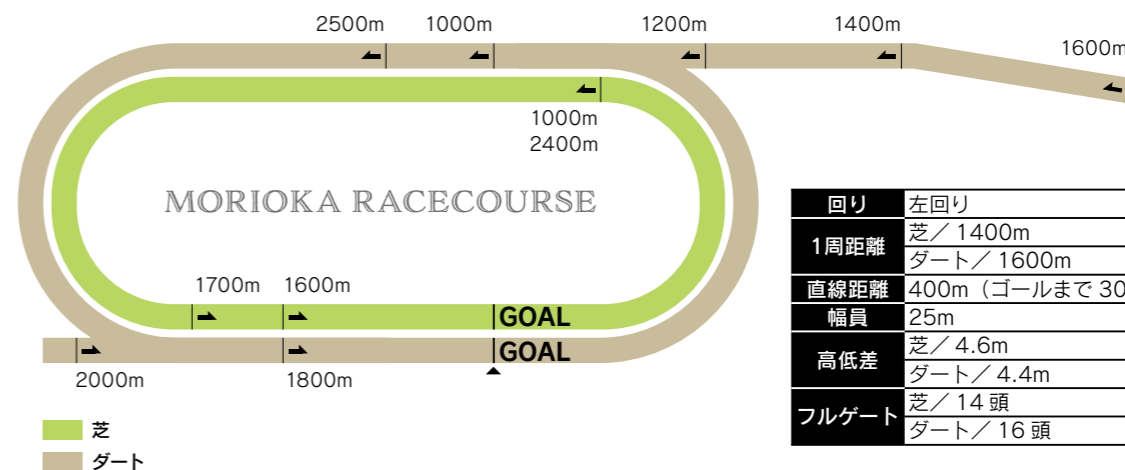 2500m 1000m 1200m 1400m 1600m
1000m
2400m
MORIOKA RACECOURSE
1700m 1600m
GOAL
GOAL
2000m 1800m
芝
ダート
回り 左回り
1周距離 芝／1400m
ダート／1600m
直線距離 400m（ゴールまで 30
幅員 25m
高低差 芝／4.6m
ダート／4.4m
フルゲート 芝／14 頭
ダート／16 頭